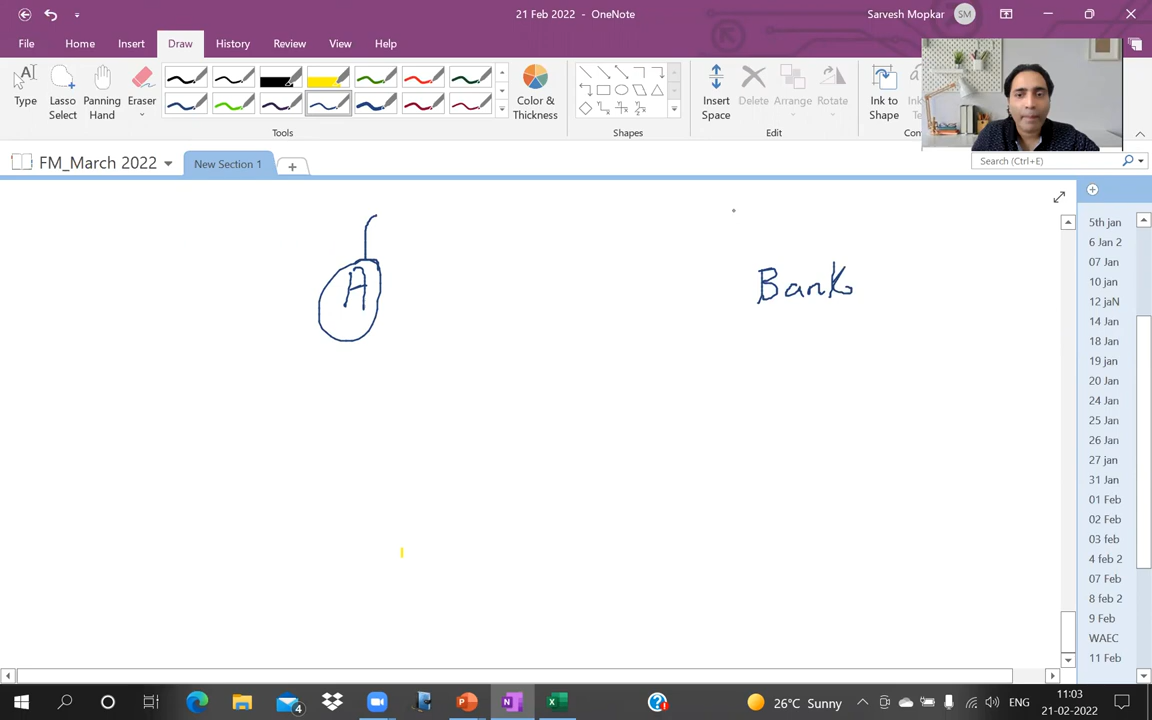 21 Feb 2022 - OneNote
Sarvesh Mopkar
SM
File
Home
Insert
Draw
History
Review
View
Help
Type
Lasso Select
Panning Hand
Eraser
Color & Thickness
Insert Space
Delete
Arrange
Rotate
Ink to Shape
Tools
Shapes
Edit
FM_March 2022
New Section 1
Search (Ctrl+E)
A
Bank
5th jan
6 Jan 2
07 Jan
10 jan
12 jaN
14 Jan
18 Jan
19 jan
20 Jan
24 Jan
25 Jan
26 Jan
27 jan
31 Jan
01 Feb
02 Feb
03 feb
4 feb 2
07 Feb
8 feb 2
9 Feb
WAEC
11 Feb
26°C Sunny
ENG
11:03
21-02-2022